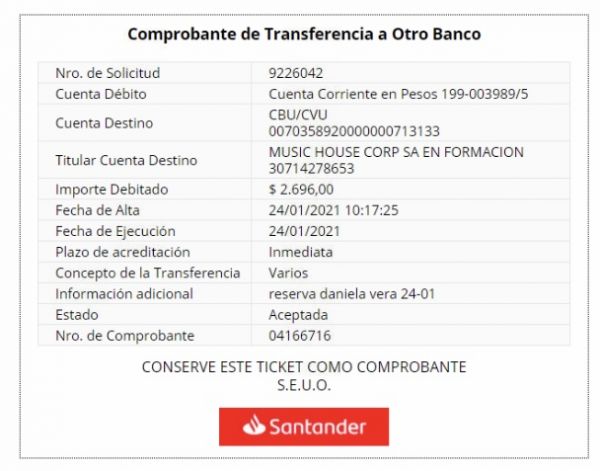 Comprobante de Transferencia a Otro Banco
Nro. de Solicitud 9226042
Cuenta Débito Cuenta Corriente en Pesos 199-003989/5
Cuenta Destino CBU/CVU
0070358920000000713133
Titular Cuenta Destino MUSIC HOUSE CORP SA EN FORMACION
30714278653
Importe Debitado $ 2.696,00
Fecha de Alta 24/01/2021 10:17:25
Fecha de Ejecución 24/01/2021
Plazo de acreditación Inmediata
Concepto de la Transferencia Varios
Información adicional reserva daniela vera 24-01
Estado Aceptada
Nro. de Comprobante 04166716
CONSERVE ESTE TICKET COMO COMPROBANTE
S.E.U.O.
Santander